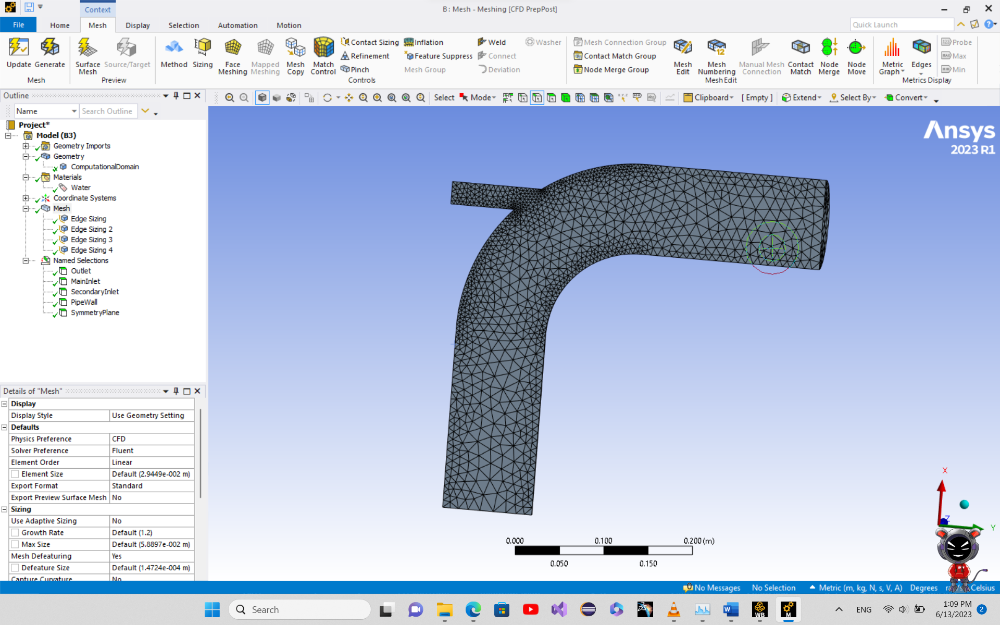 Context
B : Mesh - Meshing [CFD PrepPost]
File Home Mesh Display Selection Automation Motion
Quick Launch
Update Generate
Mesh
Surface Mesh
Source/Target
Preview
Method Sizing
Face Meshing
Mapped Meshing
Mesh Copy
Match Control
Contact Sizing
Refinement
Pinch
Inflation
Feature Suppress
Mesh Group
Weld
Connect
Deviation
Washer
Controls
Mesh Connection Group
Contact Match Group
Node Merge Group
Mesh Edit
Mesh Numbering
Manual Mesh Connection
Contact Match
Node Merge
Node Move
Mesh Edit
Metric Graph
Edges
Probe
Max
Min
Metrics Display
Select Mode Clipboard [ Empty ] Extend Select By Convert
Outline
Name Search Outline
Project*
Model (B3)
Geometry Imports
Geometry
ComputationalDomain
Materials
Water
Coordinate Systems
Mesh
Edge Sizing
Edge Sizing 2
Edge Sizing 3
Edge Sizing 4
Named Selections
Outlet
MainInlet
SecondaryInlet
PipeWall
SymmetryPlane
Details of "Mesh"
Display
Display Style Use Geometry Setting
Defaults
Physics Preference CFD
Solver Preference Fluent
Element Order Linear
Element Size Default (2.9449e-002 m)
Export Format Standard
Export Preview Surface Mesh No
Sizing
Use Adaptive Sizing No
Growth Rate Default (1.2)
Max Size Default (5.8897e-002 m)
Mesh Defeaturing Yes
Defeature Size Default (1.4724e-004 m)
Capture Curvature No
Ansys
2023 R1
X
Z
Y
0.000 0.100 0.200 (m)
0.050 0.150
No Messages No Selection Metric (m, kg, N, s, V, A) Degrees Celsius
Search
WB
M
ENG
1:09 PM
6/13/2023
2